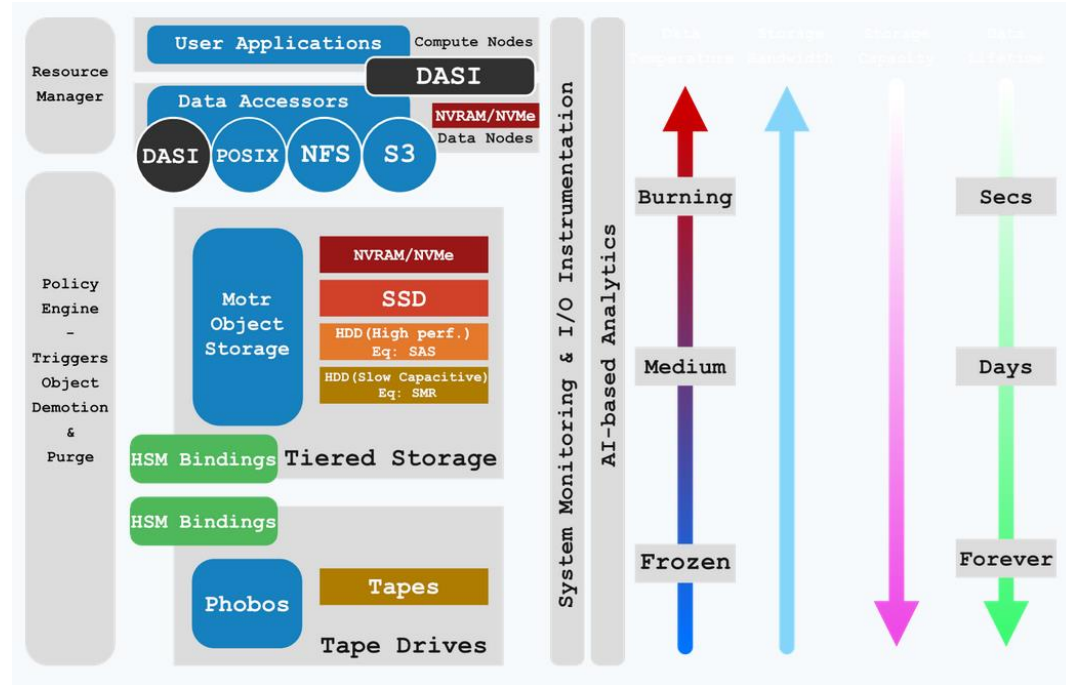 Resource
Manager
Policy
Engine
-
Triggers
Object
Demotion
&
Purge
User Applications
Compute Nodes
DASI
Data Accessors
NVRAM/NVMe
Data Nodes
DASI
POSIX
NFS
S3
Motr
Object
Storage
NVRAM/NVMe
SSD
HDD(High perf.)
Eq: SAS
HDD(Slow Capacitive)
Eq: SMR
HSM Bindings
Tiered Storage
HSM Bindings
Phobos
Tapes
Tape Drives
System Monitoring & I/O Instrumentation
AI-based Analytics
Data
Temperature
Storage
Bandwidth
Storage
Capacity
Data
Lifetime
Burning
Medium
Frozen
Secs
Days
Forever